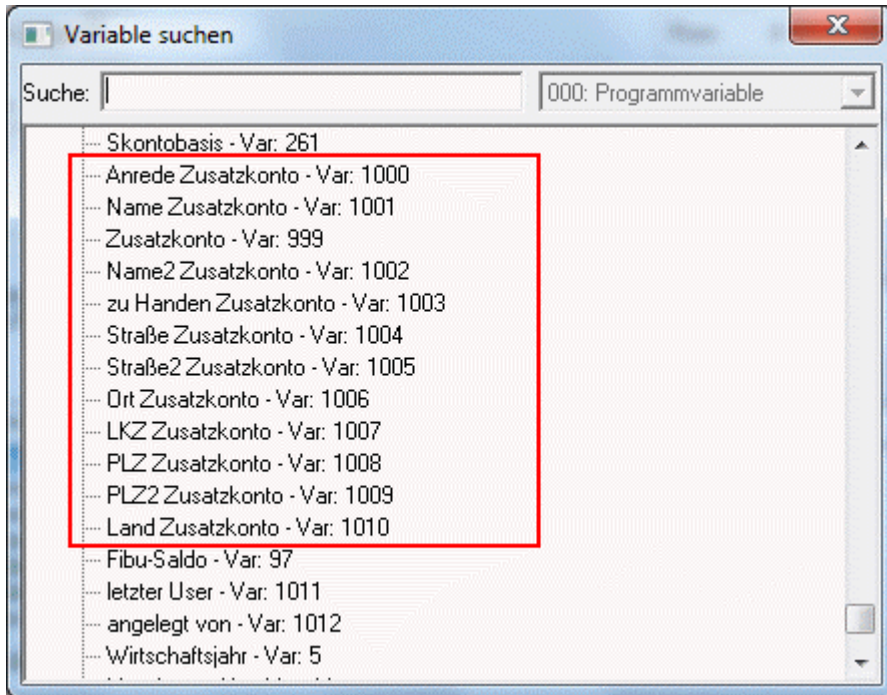 Variable suchen
Suche: 000: Programmvariable
Skontobasis - Var: 261
Anrede Zusatzkonto - Var: 1000
Name Zusatzkonto - Var: 1001
Zusatzkonto - Var: 999
Name2 Zusatzkonto - Var: 1002
zu Handen Zusatzkonto - Var: 1003
Straße Zusatzkonto - Var: 1004
Straße2 Zusatzkonto - Var: 1005
Ort Zusatzkonto - Var: 1006
LKZ Zusatzkonto - Var: 1007
PLZ Zusatzkonto - Var: 1008
PLZ2 Zusatzkonto - Var: 1009
Land Zusatzkonto - Var: 1010
Fibu-Saldo - Var: 97
letzter User - Var: 1011
angelegt von - Var: 1012
Wirtschaftsjahr - Var: 5